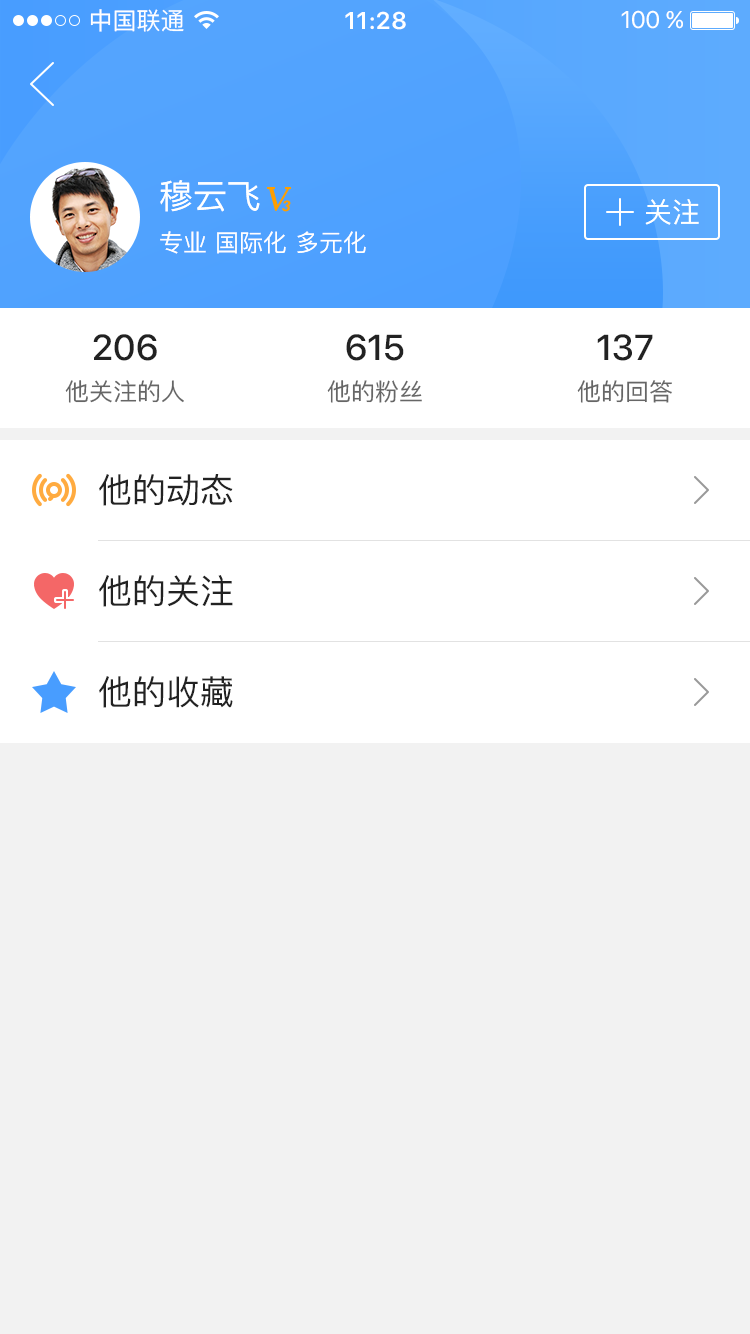 中国联通 11:28 100 %
穆云飞 V3
专业 国际化 多元化
关注
206 615 137
他关注的人 他的粉丝 他的回答
他的动态
他的关注
他的收藏